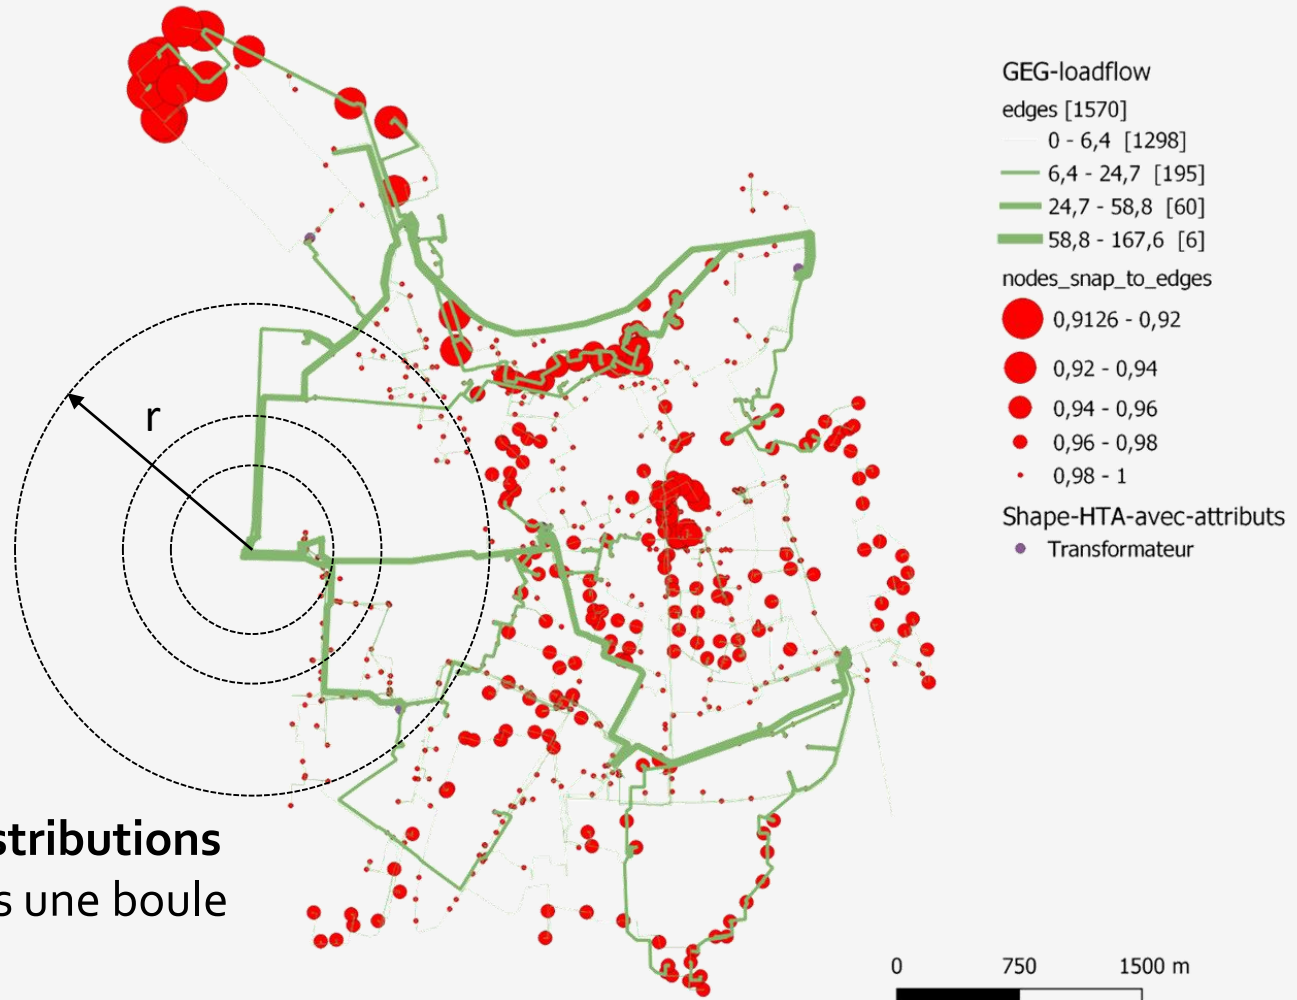 GEG-loadflow
edges [1570]
0 - 6,4 [1298]
6,4 - 24,7 [195]
24,7 - 58,8 [60]
58,8 - 167,6 [6]
nodes_snap_to_edges
0,9126 - 0,92
0,92 - 0,94
0,94 - 0,96
0,96 - 0,98
0,98 - 1
Shape-HTA-avec-attributs
Transformateur
r
stributions
s une boule
0 750 1500 m